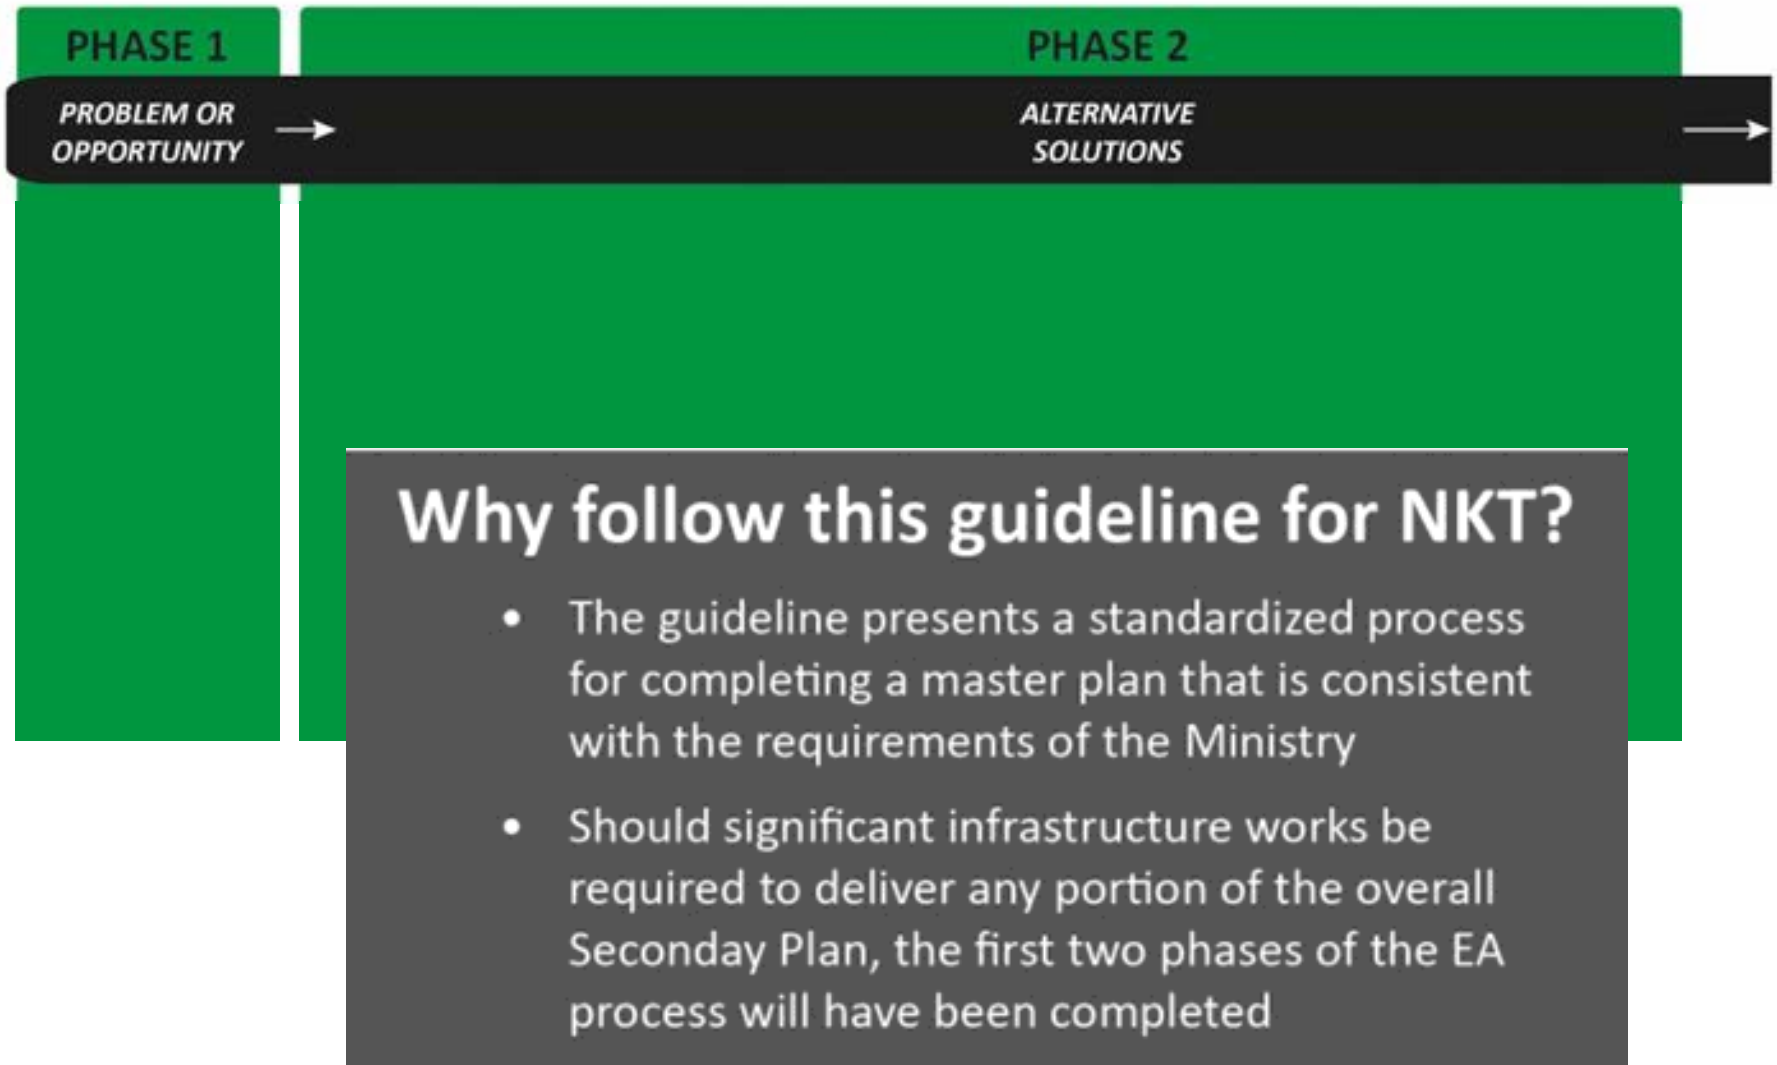 PHASE 1
PHASE 2
PROBLEM OR
OPPORTUNITY
ALTERNATIVE
SOLUTIONS
Why follow this guideline for NKT?
• The guideline presents a standardized process
for completing a master plan that is consistent
with the requirements of the Ministry
• Should significant infrastructure works be
required to deliver any portion of the overall
Seconday Plan, the first two phases of the EA
process will have been completed